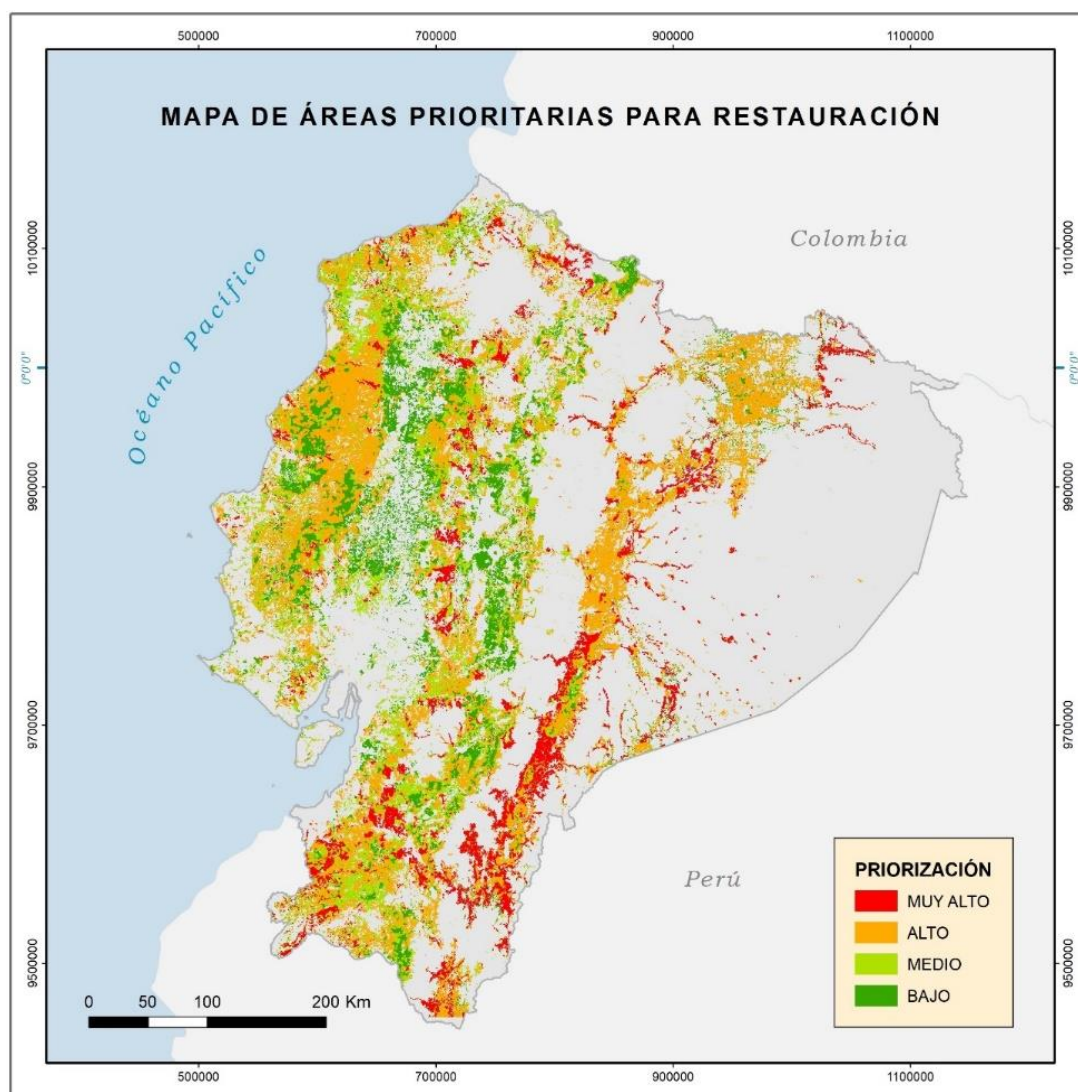 500000 700000 900000 1100000
MAPA DE ÁREAS PRIORITARIAS PARA RESTAURACIÓN
Colombia
10100000
10100000
Océano Pacífico
0°0'0"
0°0'0"
9900000
9900000
9700000
9700000
Perú
PRIORIZACIÓN
MUY ALTO
ALTO
MEDIO
BAJO
9500000
9500000
0 50 100 200 Km
500000 700000 900000 1100000